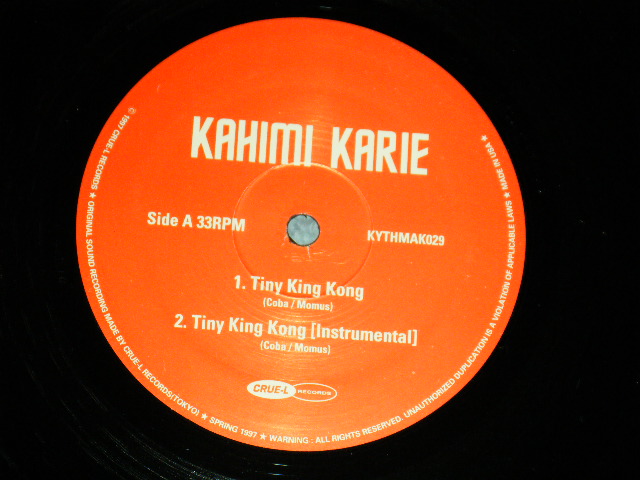 KAHIMI KARIE
Side A 33RPM
KYTHMAK029
1. Tiny King Kong
(Coba / Momus)
2. Tiny King Kong [Instrumental]
(Coba / Momus)
CRUE-L RECORDS
© 1997 CRUE-L RECORDS ★ ORIGINAL SOUND RECORDING MADE BY CRUE-L RECORDS(TOKYO) ★ SPRING 1997 ★ WARNING . ALL RIGHTS RESERVED. UNAUTHORIZED DUPLICATION IS A VIOLATION OF APPLICABLE LAWS ★ MADE IN USA ★